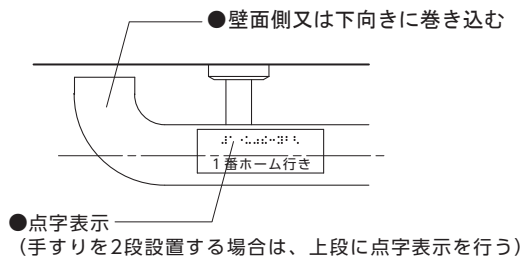 ●壁面側又は下向きに巻き込む
1番ホーム行き
●点字表示
(手すりを2段設置する場合は、上段に点字表示を行う)